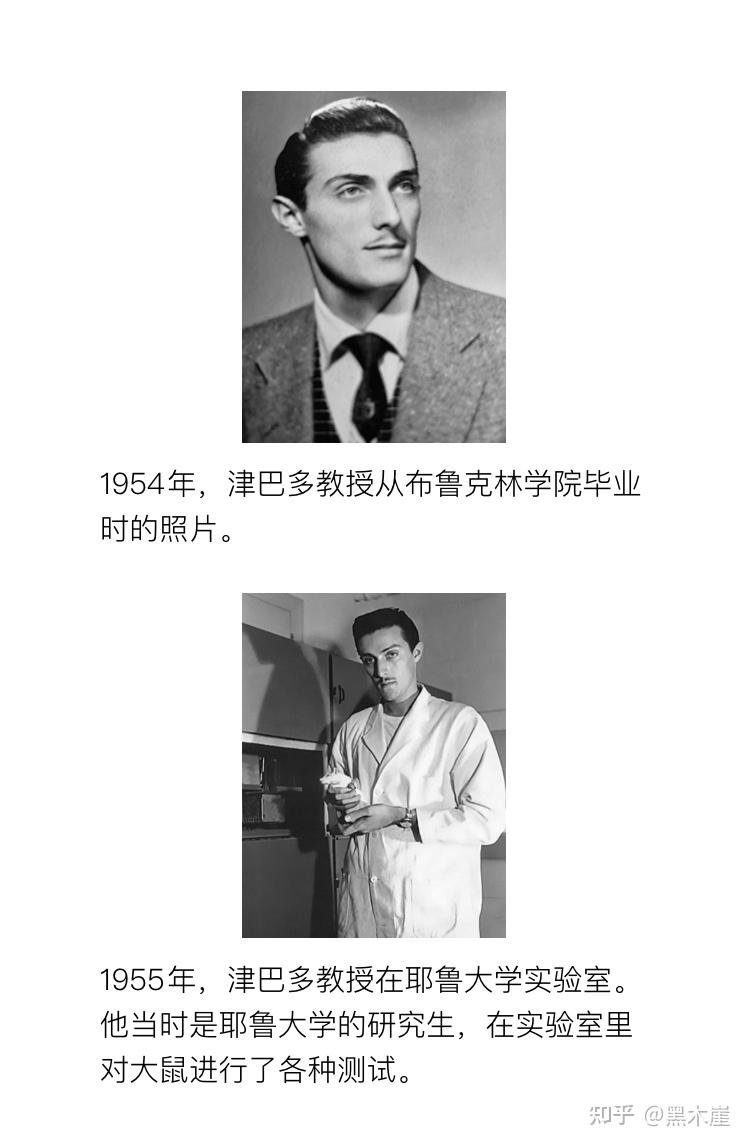 1954年，津巴多教授从布鲁克林学院毕业
时的照片。
1955年，津巴多教授在耶鲁大学实验室。
他当时是耶鲁大学的研究生，在实验室里
对大鼠进行了各种测试。
知乎 @黑木崖